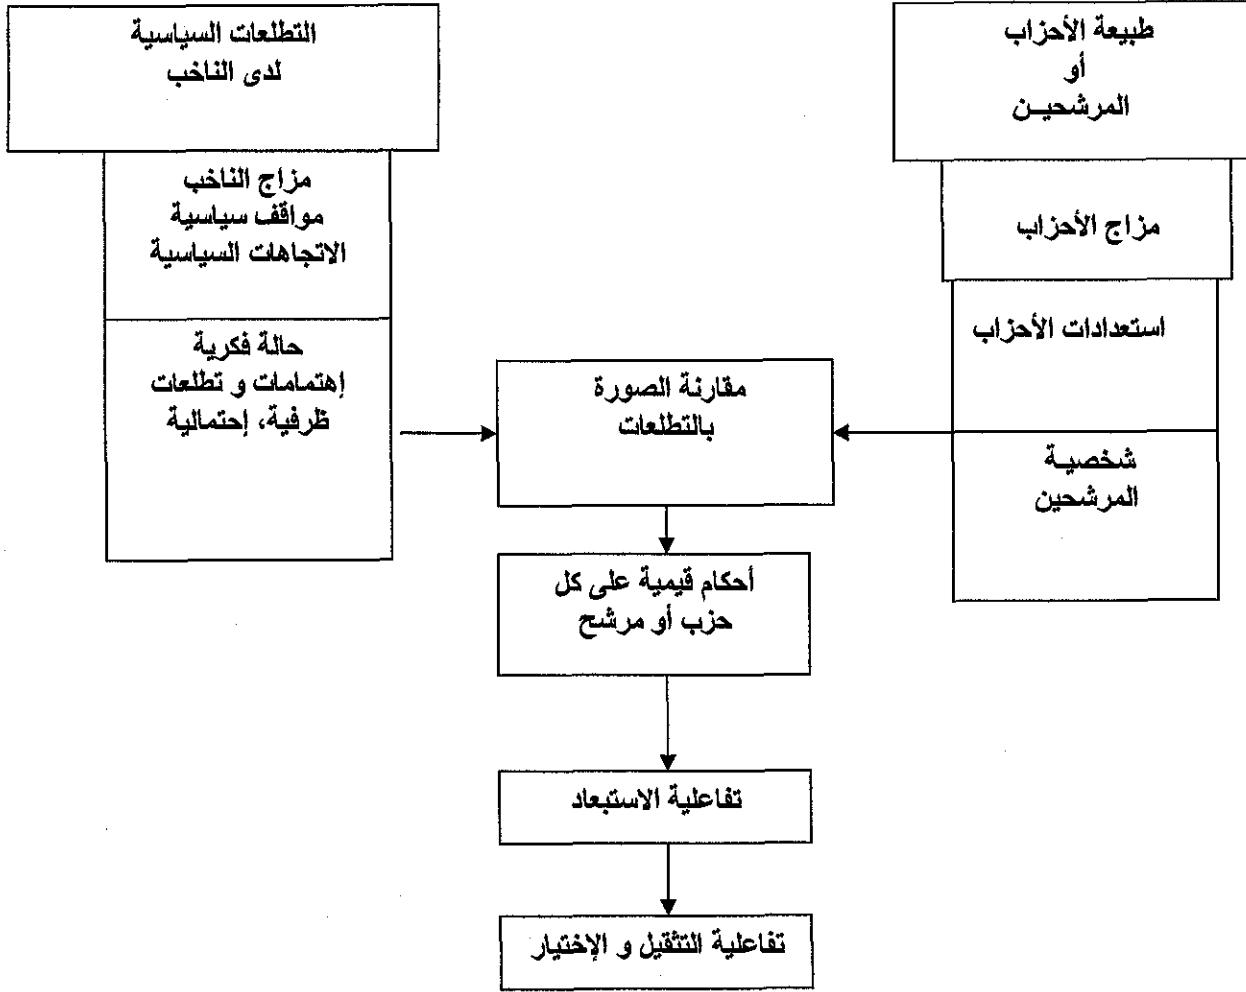 طبيعة الأحزاب
أو
المرشحيــن
مزاج الأحزاب
استعدادات الأحزاب
شخصيـة
المرشحين
التطلعات السياسية
لدى الناخب
مزاج الناخب
مواقف سياسية
الاتجاهات السياسية
حالة فكرية
إهتمامات و تطلعات
ظرفية، إحتمالية
مقارنة الصورة
بالتطلعات
أحكام قيمية على كل
حزب أو مرشح
تفاعلية الاستبعاد
تفاعلية التثقيل و الإختيار